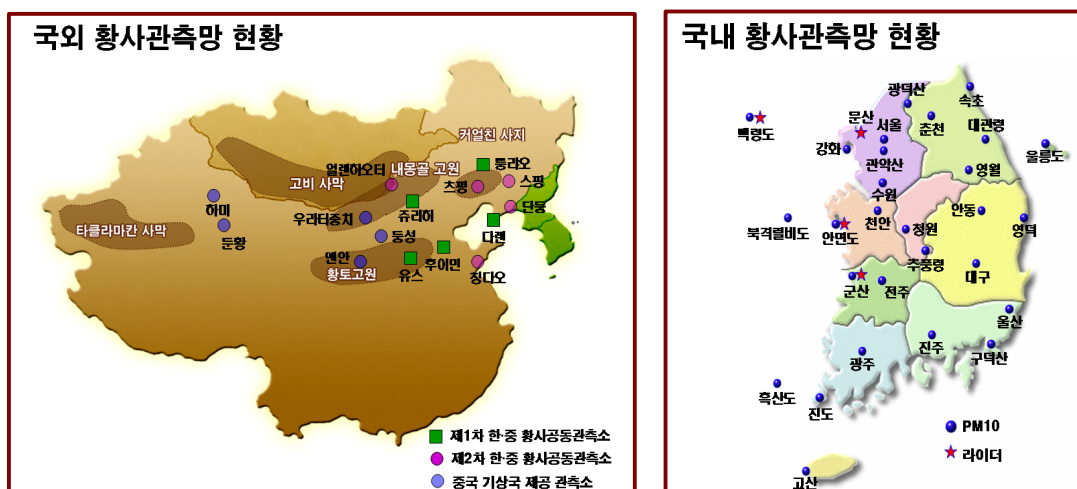 국외 황사관측망 현황
커얼친 사지
퉁랴오
얼렌하오터
내몽골 고원
스핑
고비 사막
츠펑
하미
쥬리허
단둥
우라터중치
타클라마칸 사막
둔황
둥성
다롄
옌안
후이민
황토고원
유스
칭다오
제1차 한·중 황사공동관측소
제2차 한·중 황사공동관측소
중국 기상국 제공 관측소
국내 황사관측망 현황
광덕산
속초
문산
백령도
서울
춘천
대관령
강화
울릉도
관악산
영월
수원
안동
북격렬비도
안면도
천안
청원
영덕
추풍령
대구
군산
전주
울산
진주
구덕산
광주
흑산도
진도
PM10
라이더
고산